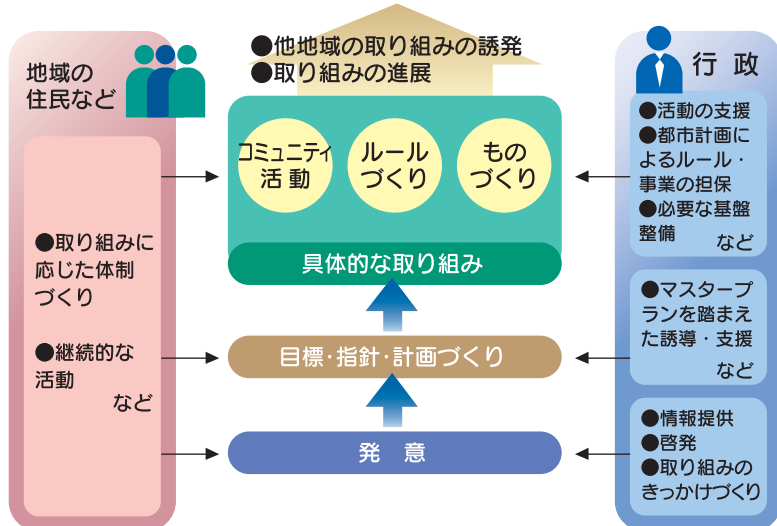 ●他地域の取り組みの誘発
●取り組みの進展
地域の
住民など
●取り組みに
応じた体制
づくり
●継続的な
活動
など
コミュニティ
活動
ルール
づくり
もの
づくり
具体的な取り組み
目標・指針・計画づくり
発　意
行　政
●活動の支援
●都市計画に
よるルール・
事業の担保
●必要な基盤
整備
など
●マスタープ
ランを踏まえ
た誘導・支援
など
●情報提供
●啓発
●取り組みの
きっかけづくり